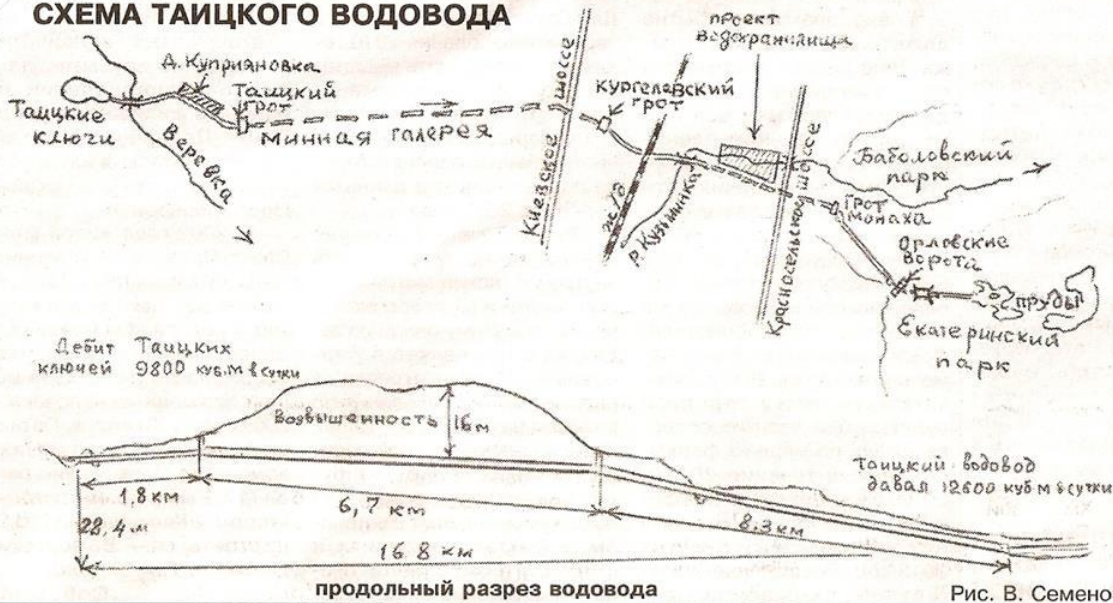 СХЕМА ТАИЦКОГО ВОДОВОДА
проект
водохранилища
д. Куприяновка
Таицкий
грот
Таицкие
ключи
Веревка
минная галерея
Киевское
шоссе
кургелевский
грот
ж.д.
р. Кузьминка
Красносельское
шоссе
Баболовский
парк
Грот
монаха
Орловские
ворота
пруды
Екатеринский
парк
Дебит Таицких
ключей 9800 куб.м в сутки
Возвышенность
16м
Таицкий водовод
давал 12600 куб.м в сутки
1,8 км
6,7 км
8.3 км
28,4м
16.8 км
продольный разрез водовода
Рис. В. Семено